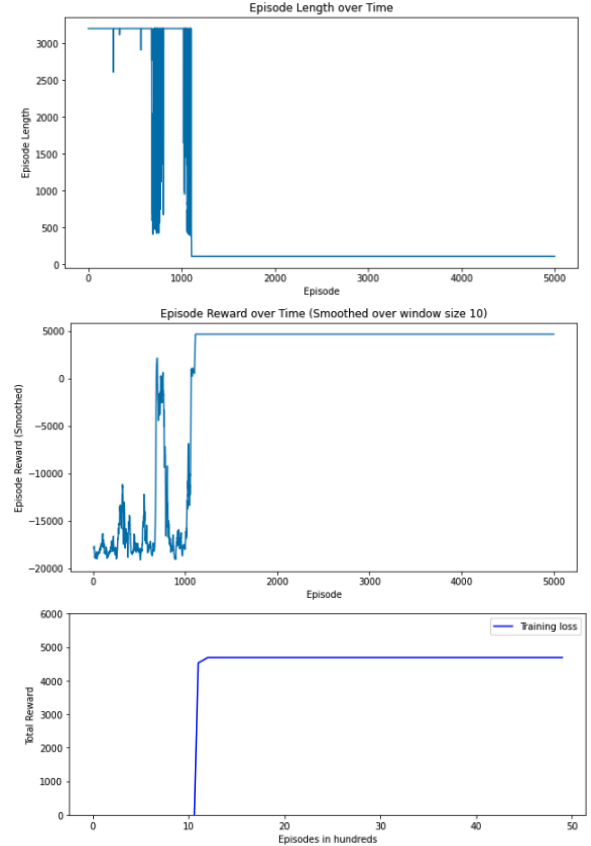 Episode Length over Time
3000
2500
2000
1500
1000
500
0
Episode Length
0 1000 2000 3000 4000 5000
Episode
Episode Reward over Time (Smoothed over window size 10)
5000
0
−5000
−10000
−15000
−20000
Episode Reward (Smoothed)
0 1000 2000 3000 4000 5000
Episode
6000
5000
4000
3000
2000
1000
0
Total Reward
Training loss
0 10 20 30 40 50
Episodes in hundreds